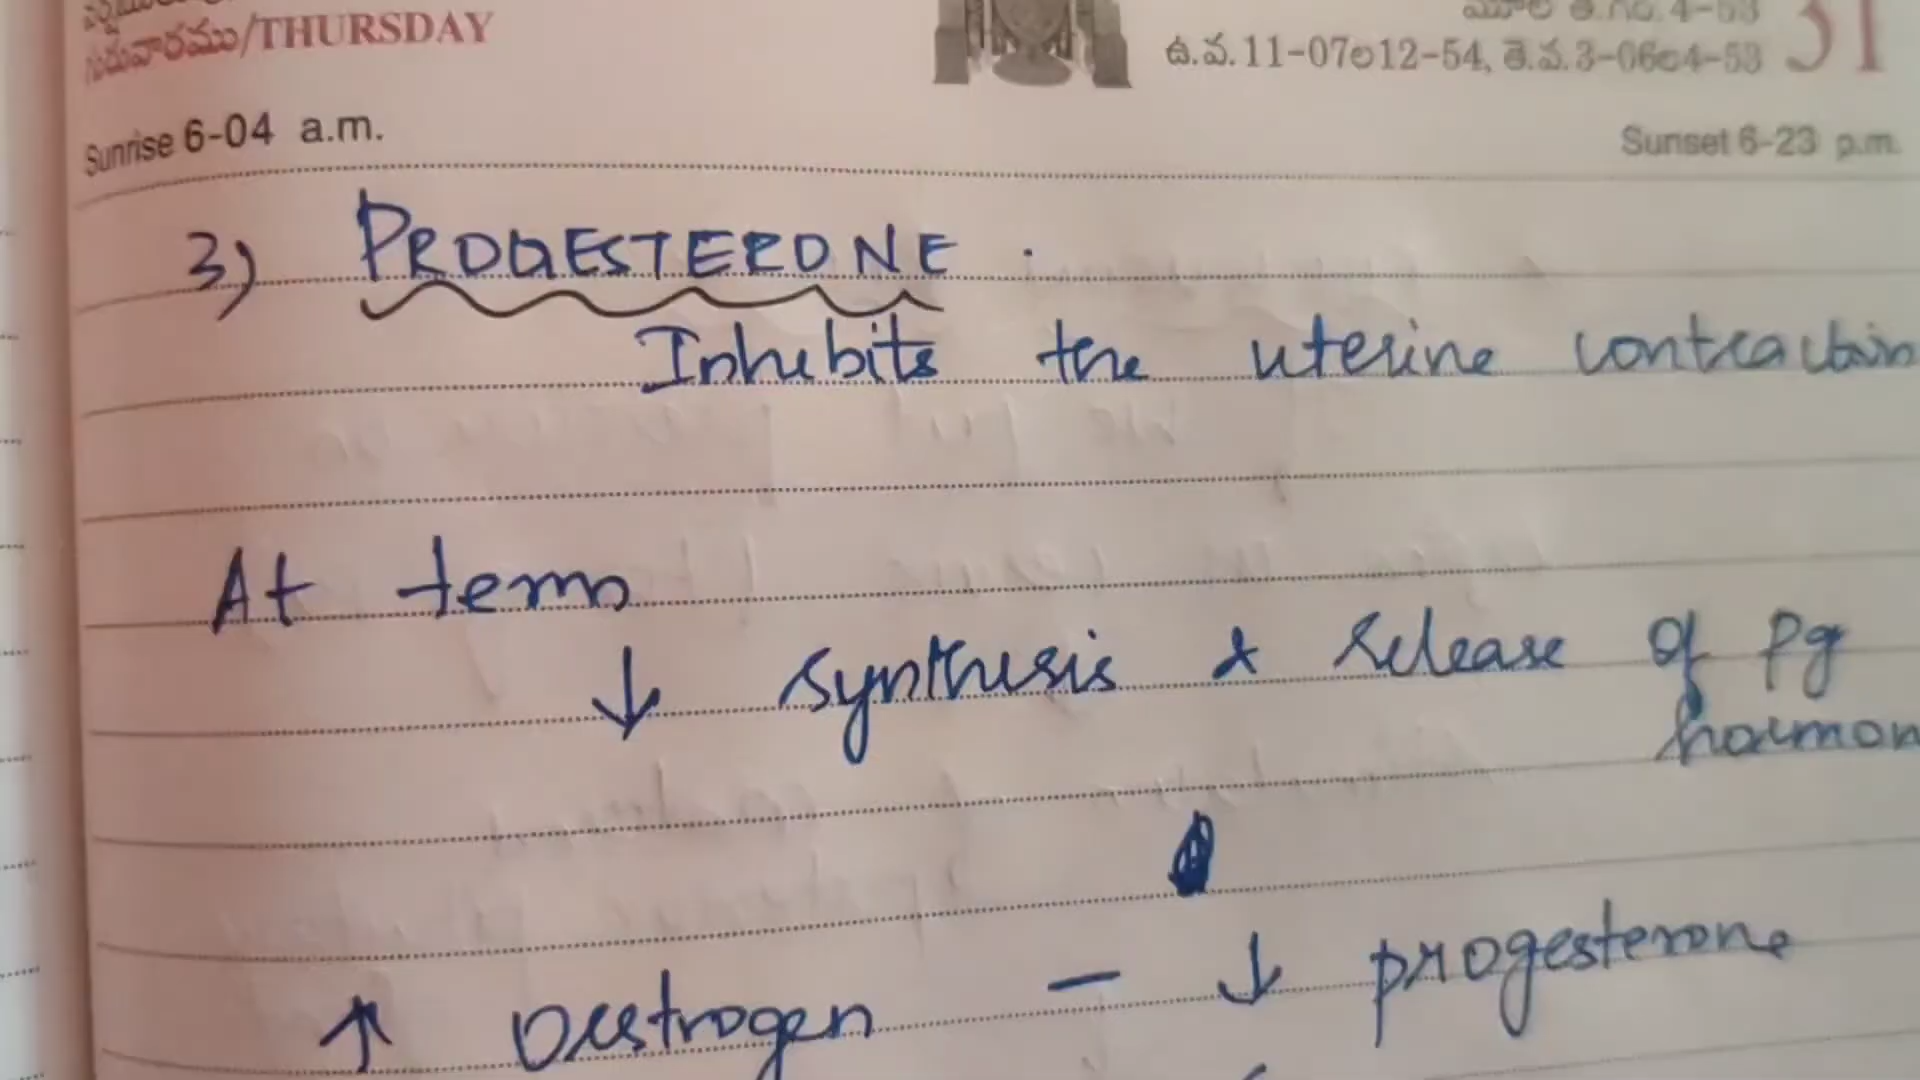 గురువారము/THURSDAY
ఉ.వ.11-07ల12-54, తె.వ.3-06ల4-53
31
Sunrise 6-04 a.m.
Sunset 6-23 p.m.
3) PROGESTERONE.
Inhibits the uterine contraction
At term
↓ synthesis & release of Pg
hormon
↑ Oestrogen – ↓ progesterone